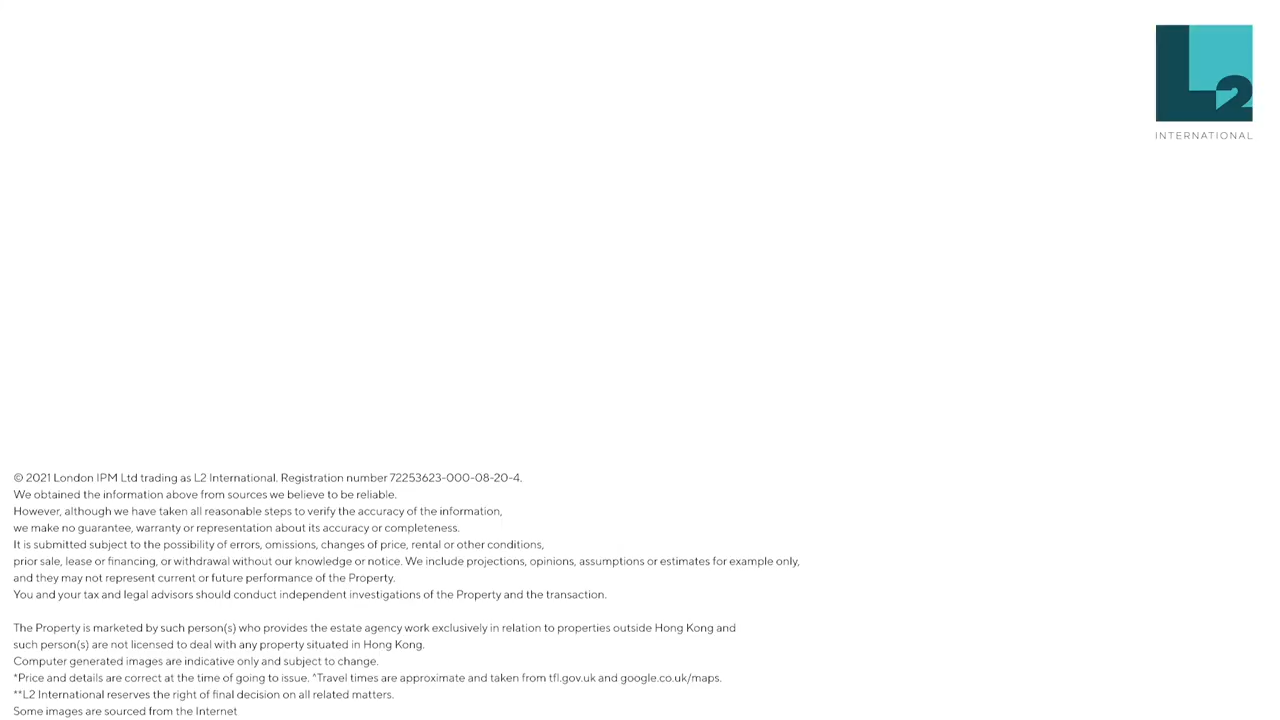 L2
INTERNATIONAL
© 2021 London IPM Ltd trading as L2 International. Registration number 72253623-000-08-20-4.
We obtained the information above from sources we believe to be reliable.
However, although we have taken all reasonable steps to verify the accuracy of the information,
we make no guarantee, warranty or representation about its accuracy or completeness.
It is submitted subject to the possibility of errors, omissions, changes of price, rental or other conditions,
prior sale, lease or financing, or withdrawal without our knowledge or notice. We include projections, opinions, assumptions or estimates for example only,
and they may not represent current or future performance of the Property.
You and your tax and legal advisors should conduct independent investigations of the Property and the transaction.
The Property is marketed by such person(s) who provides the estate agency work exclusively in relation to properties outside Hong Kong and
such person(s) are not licensed to deal with any property situated in Hong Kong.
Computer generated images are indicative only and subject to change.
*Price and details are correct at the time of going to issue. ^Travel times are approximate and taken from tfl.gov.uk and google.co.uk/maps.
**L2 International reserves the right of final decision on all related matters.
Some images are sourced from the Internet